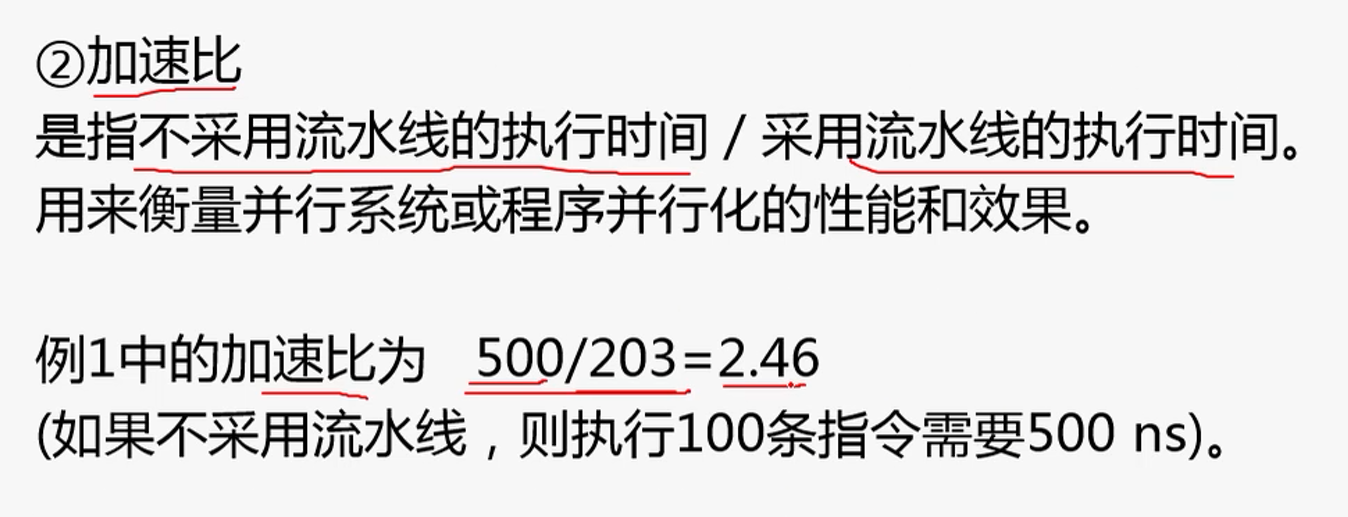 ②加速比
是指不采用流水线的执行时间 / 采用流水线的执行时间。
用来衡量并行系统或程序并行化的性能和效果。
例1中的加速比为 500/203=2.46
(如果不采用流水线，则执行100条指令需要500 ns)。